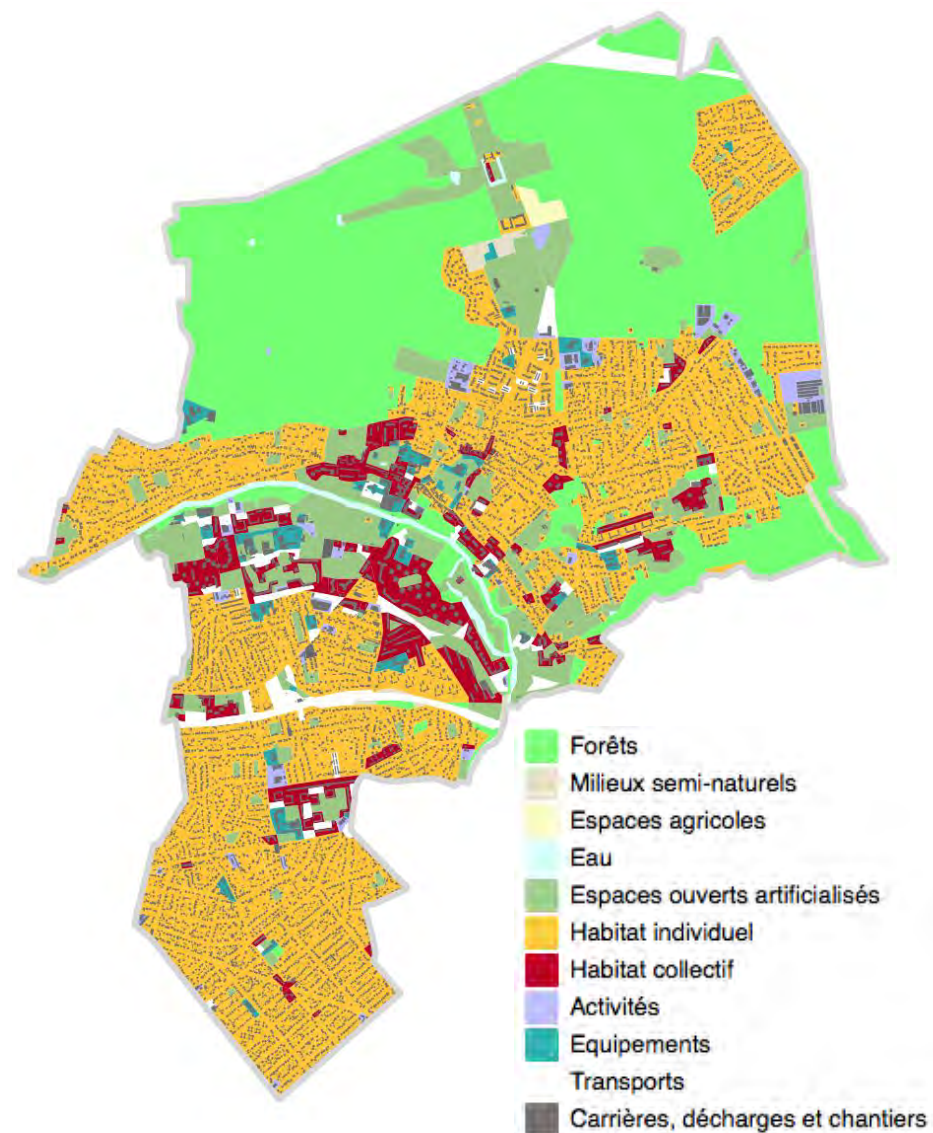 Forêts
Milieux semi-naturels
Espaces agricoles
Eau
Espaces ouverts artificialisés
Habitat individuel
Habitat collectif
Activités
Equipements
Transports
Carrières, décharges et chantiers